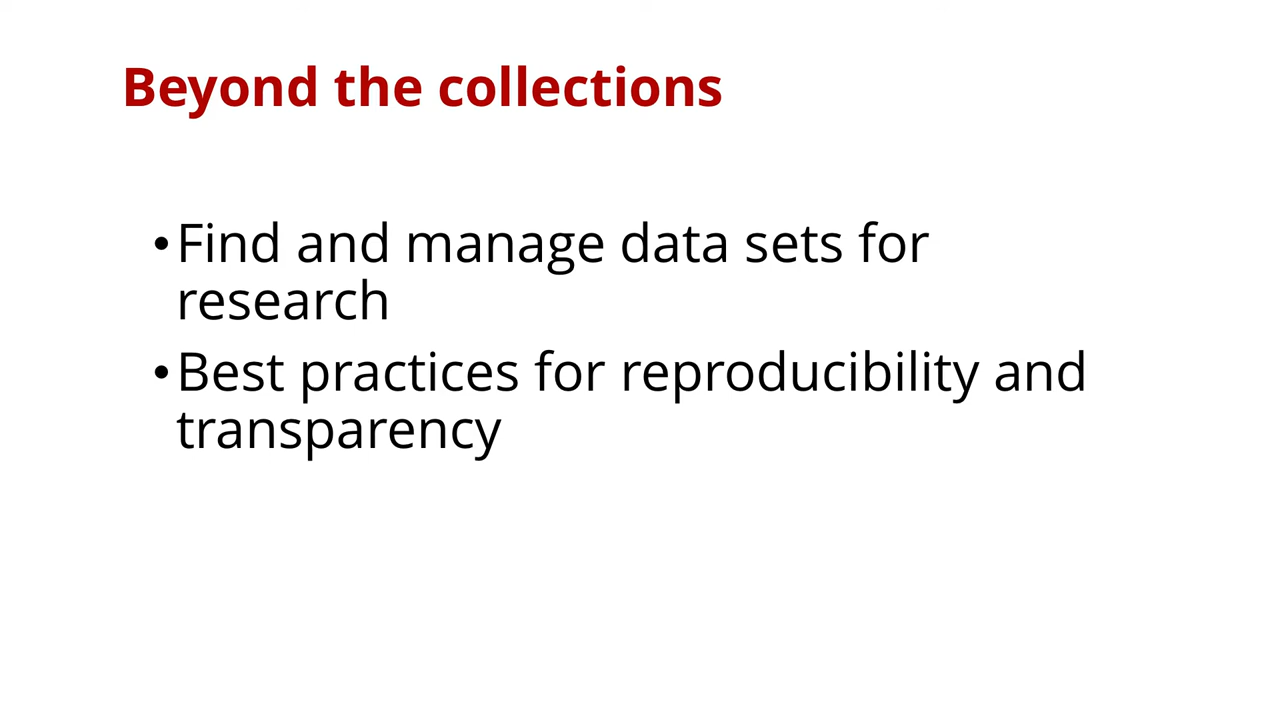 Beyond the collections
•Find and manage data sets for
research
•Best practices for reproducibility and
transparency